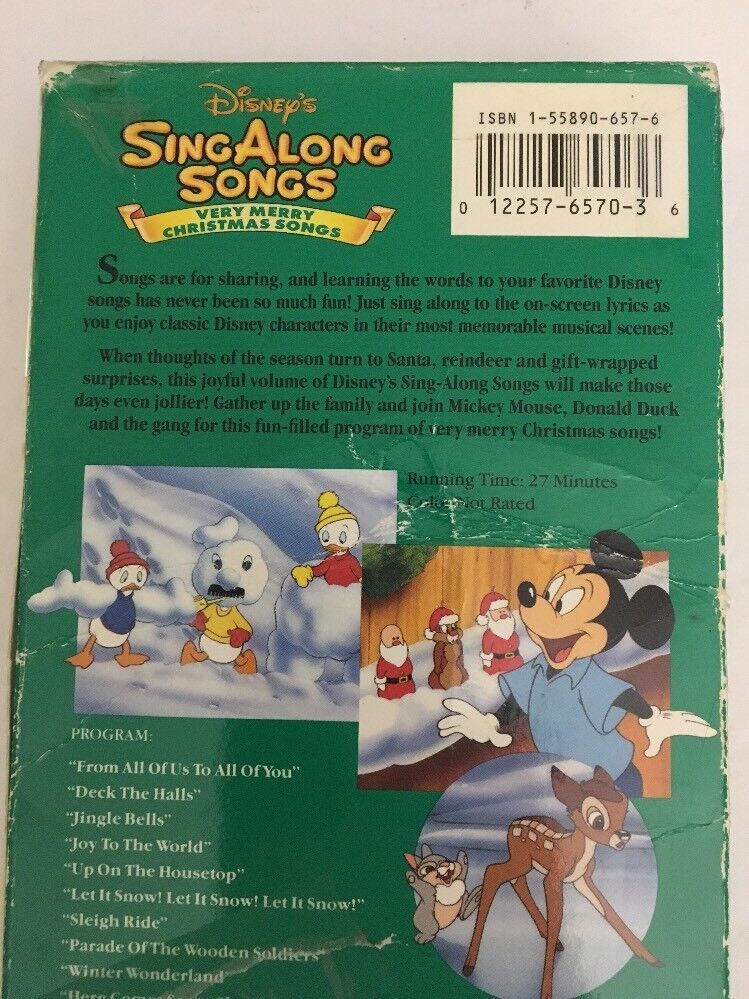 Disney's
SING ALONG
SONGS
VERY MERRY
CHRISTMAS SONGS
ISBN 1-55890-657-6
0 12257-6570-3 6
Songs are for sharing, and learning the words to your favorite Disney
songs has never been so much fun! Just sing along to the on-screen lyrics as
you enjoy classic Disney characters in their most memorable musical scenes!
When thoughts of the season turn to Santa, reindeer and gift-wrapped
surprises, this joyful volume of Disney's Sing-Along Songs will make those
days even jollier! Gather up the family and join Mickey Mouse, Donald Duck
and the gang for this fun-filled program of very merry Christmas songs!
Running Time: 27 Minutes
Color/Not Rated
PROGRAM:
"From All Of Us To All Of You"
"Deck The Halls"
"Jingle Bells"
"Joy To The World"
"Up On The Housetop"
"Let It Snow! Let It Snow! Let It Snow!"
"Sleigh Ride"
"Parade Of The Wooden Soldiers"
"Winter Wonderland"
"Here Comes